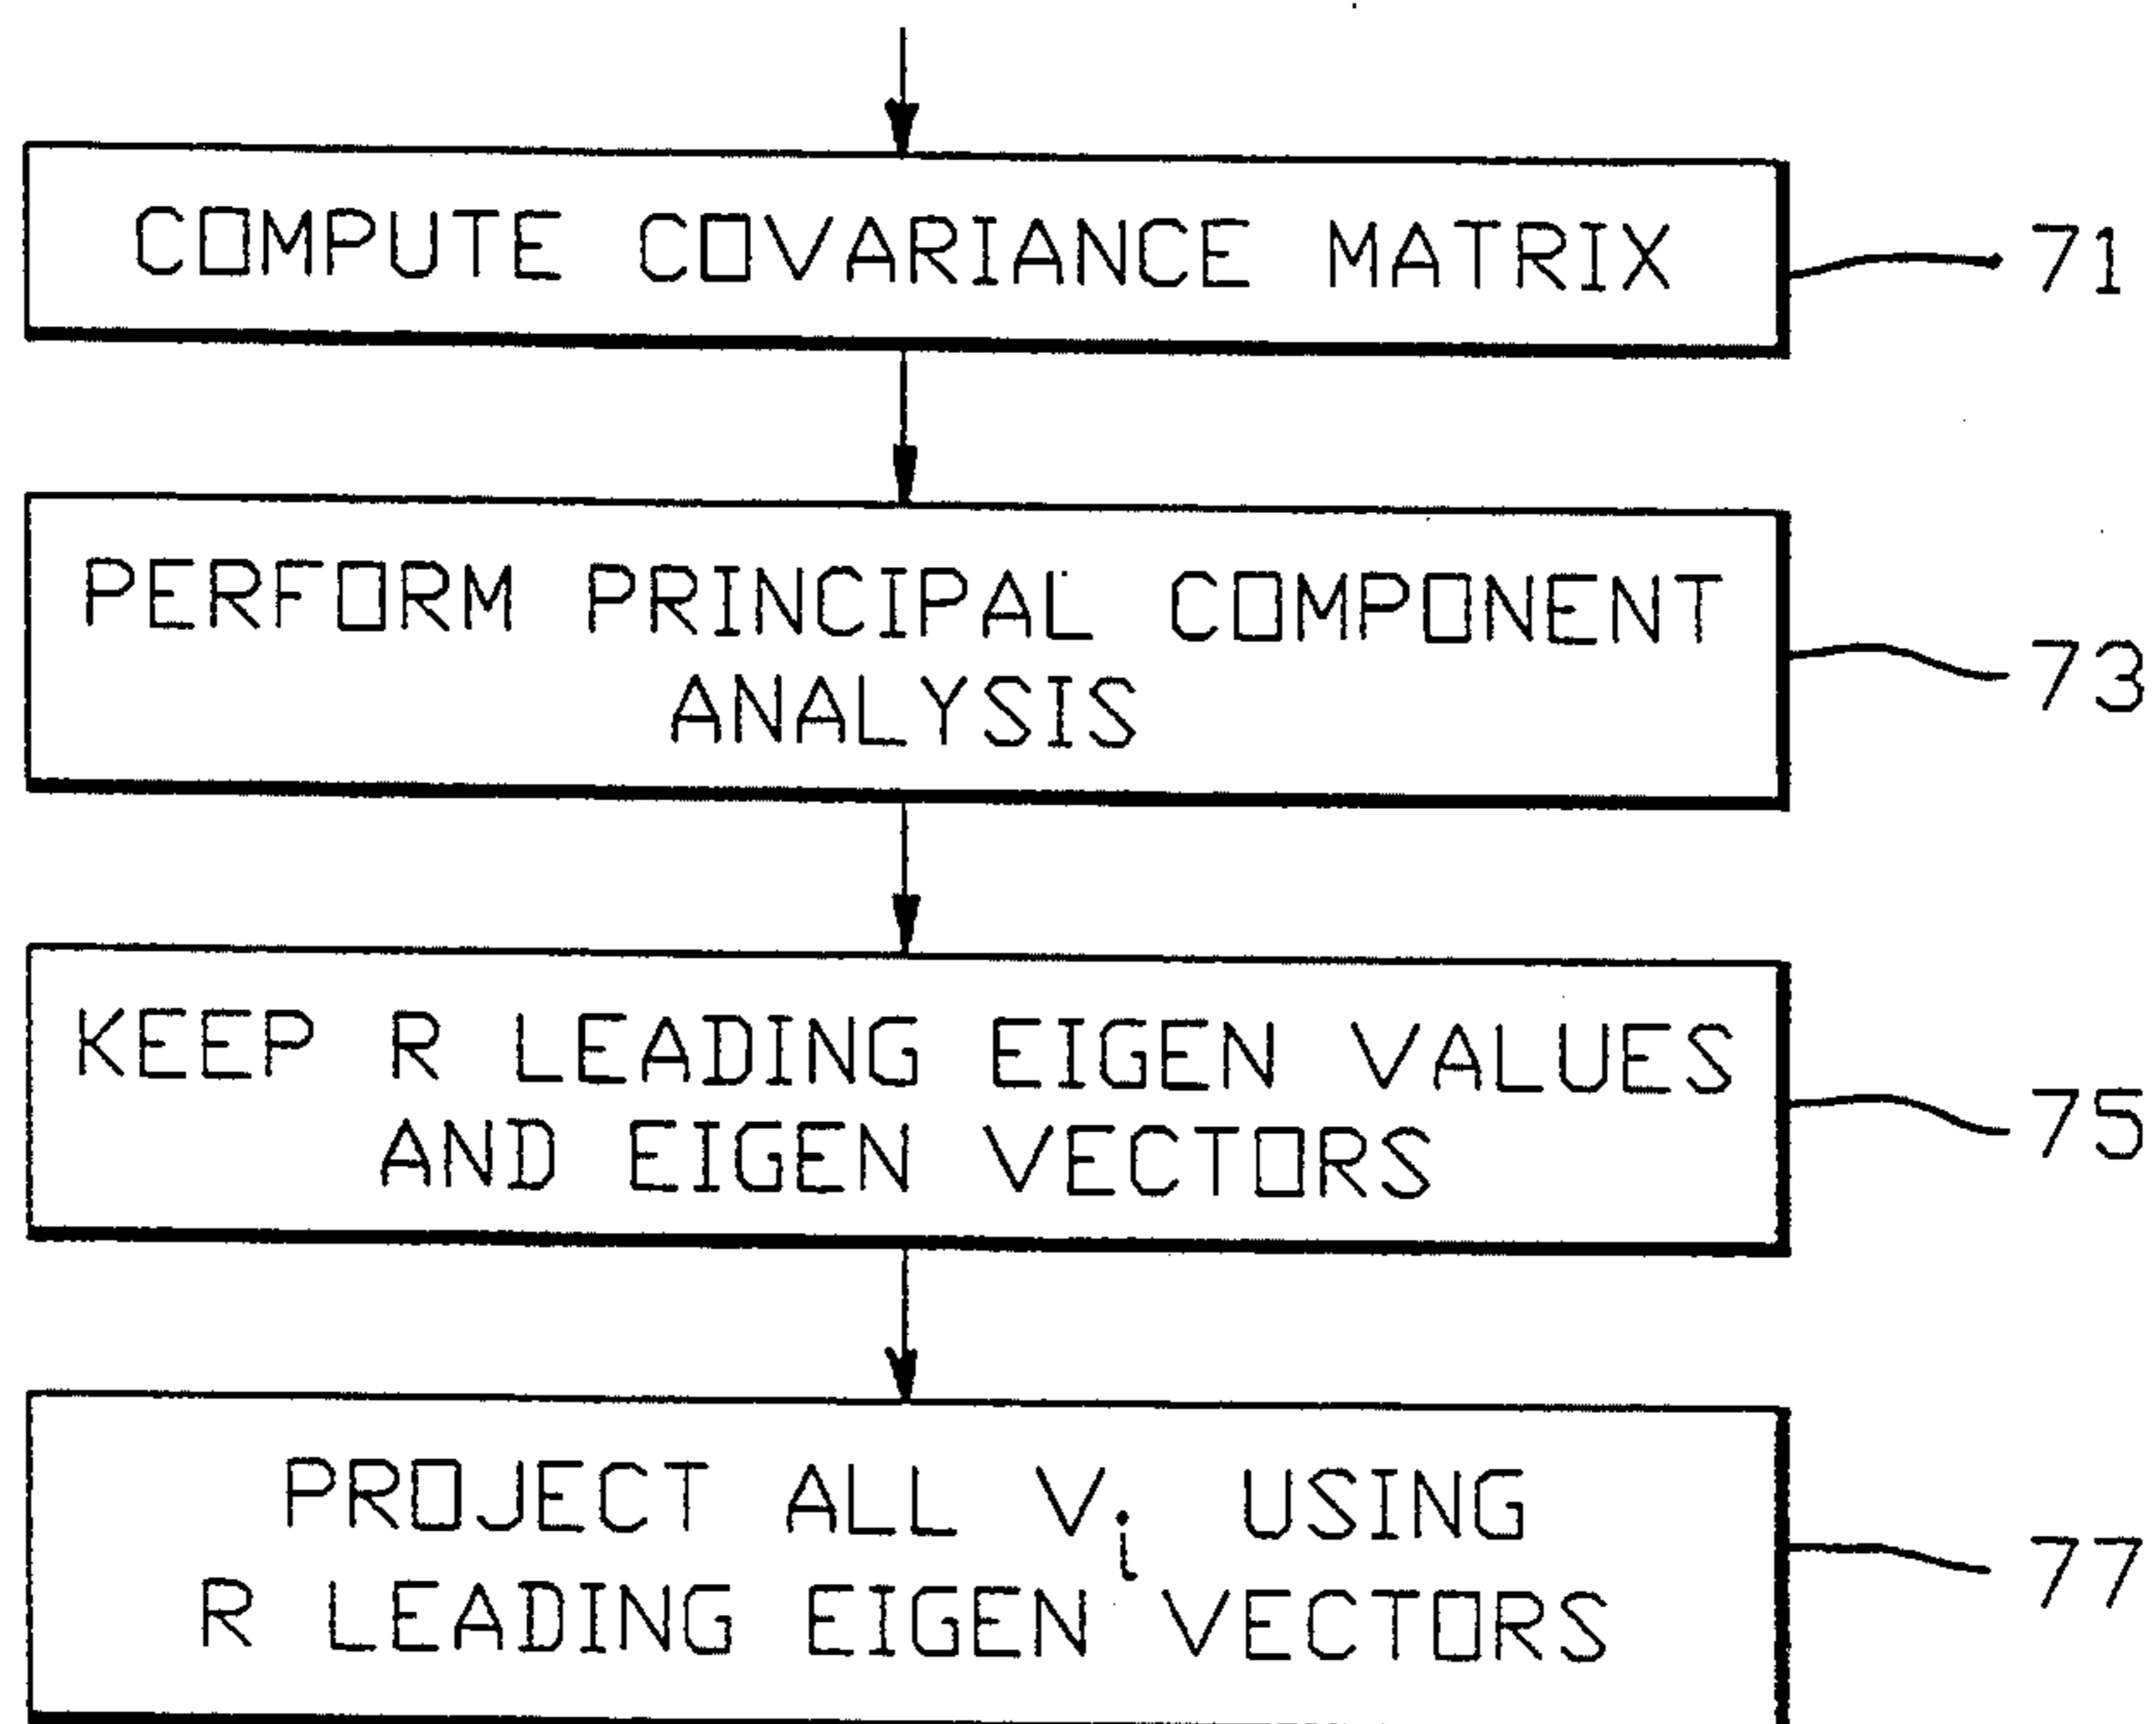 COMPUTE COVARIANCE MATRIX
71
PERFORM PRINCIPAL COMPONENT
ANALYSIS
73
KEEP R LEADING EIGEN VALUES
AND EIGEN VECTORS
75
PROJECT ALL Vi USING
R LEADING EIGEN VECTORS
77